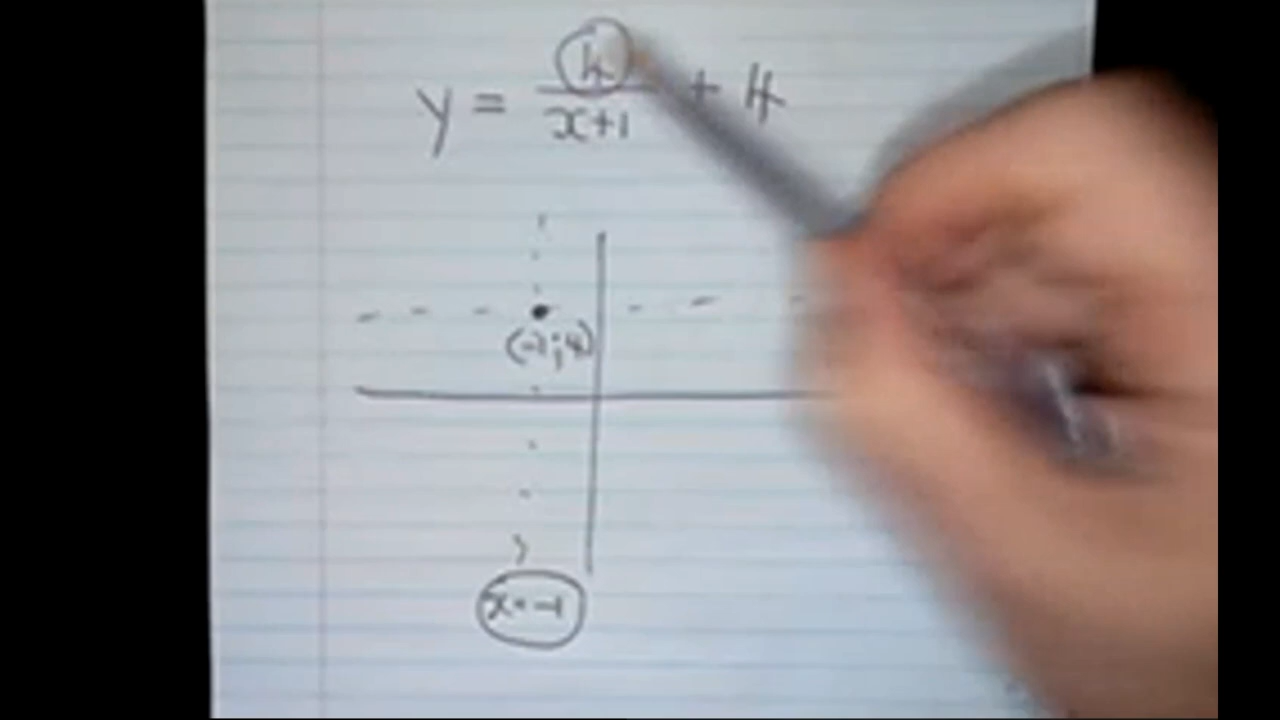 y = k/(x+1) + 4
(-1;4)
x = -1